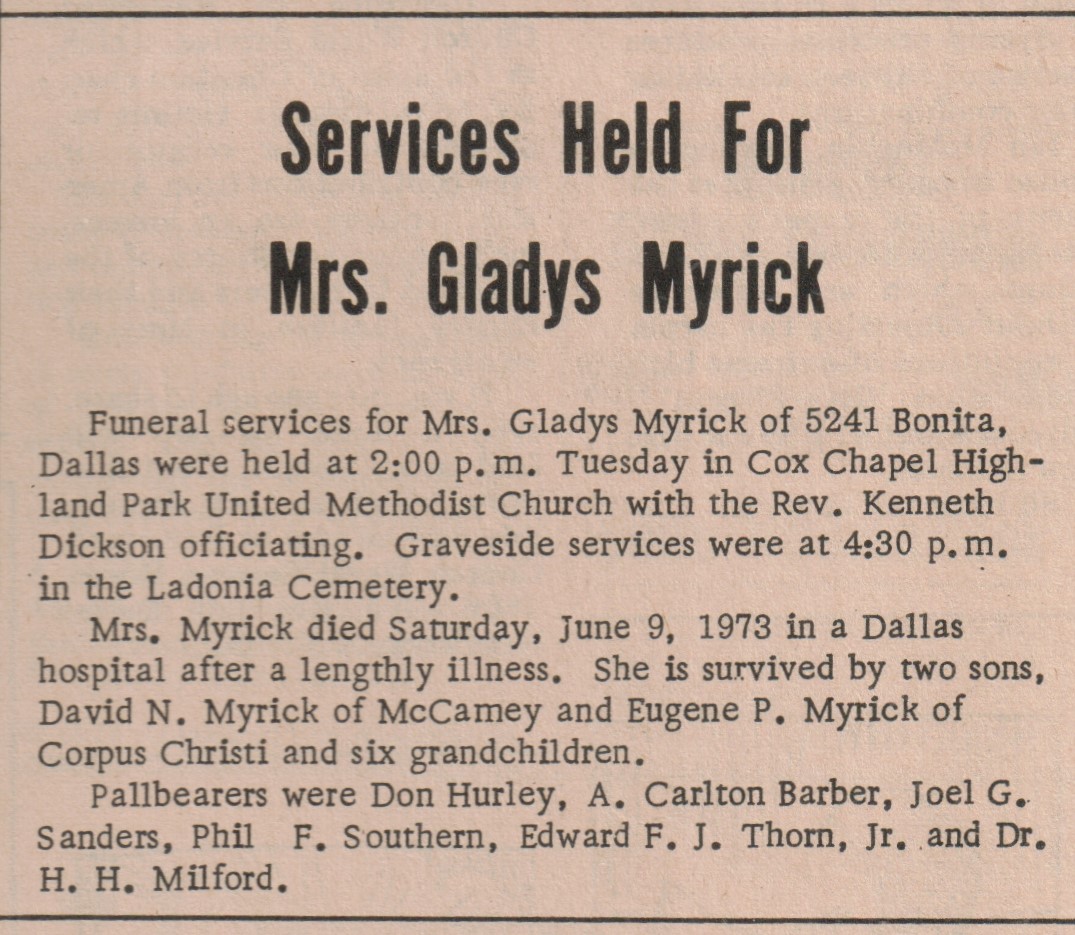 Services Held For
Mrs. Gladys Myrick
Funeral services for Mrs. Gladys Myrick of 5241 Bonita,
Dallas were held at 2:00 p.m. Tuesday in Cox Chapel High-
land Park United Methodist Church with the Rev. Kenneth
Dickson officiating. Graveside services were at 4:30 p.m.
in the Ladonia Cemetery.
Mrs. Myrick died Saturday, June 9, 1973 in a Dallas
hospital after a lengthly illness. She is survived by two sons,
David N. Myrick of McCamey and Eugene P. Myrick of
Corpus Christi and six grandchildren.
Pallbearers were Don Hurley, A. Carlton Barber, Joel G.
Sanders, Phil F. Southern, Edward F. J. Thorn, Jr. and Dr.
H. H. Milford.